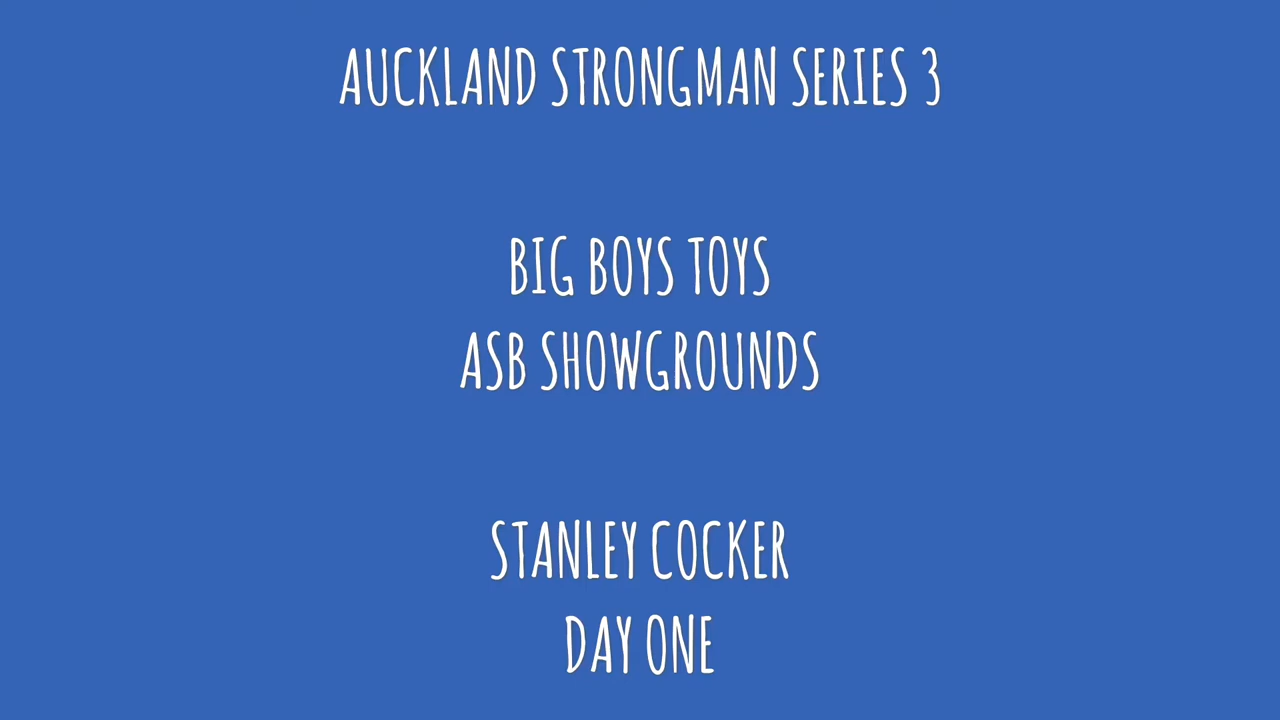 AUCKLAND STRONGMAN SERIES 3
BIG BOYS TOYS
ASB SHOWGROUNDS
STANLEY COCKER
DAY ONE